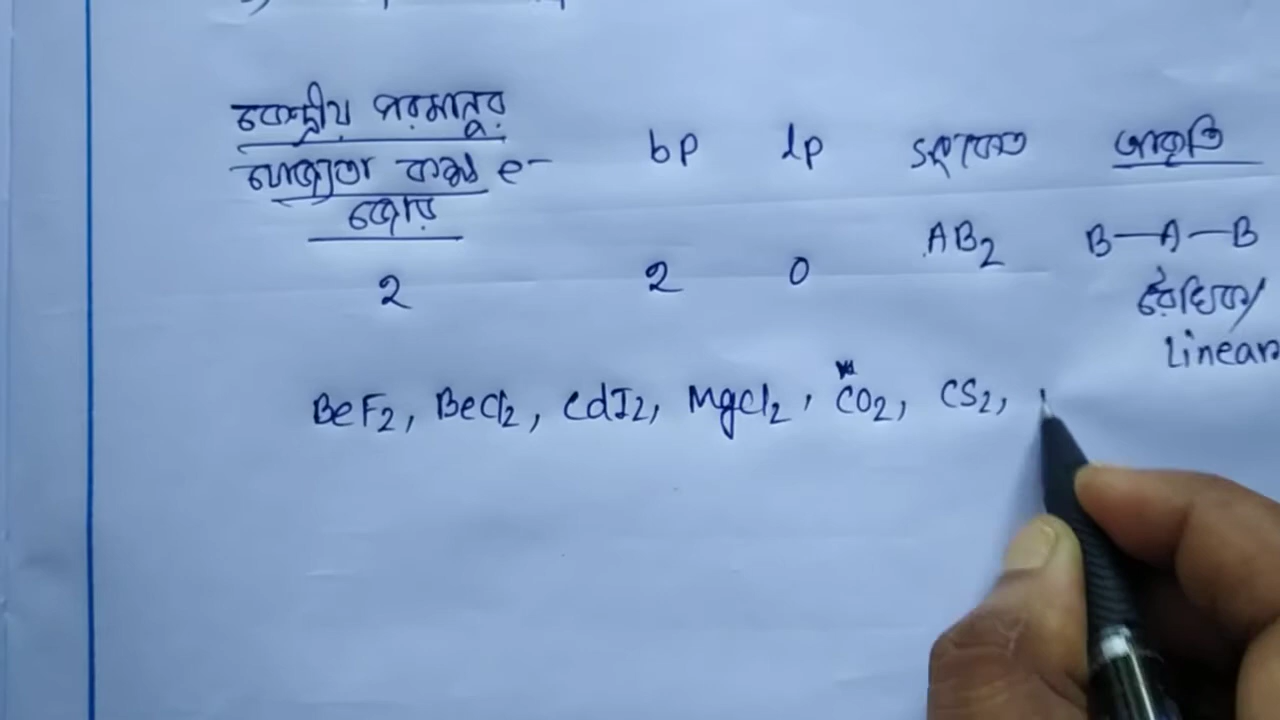 কেন্দ্রীয় পরমানুর
যোজ্যতা কক্ষে e-
জোর
bp lp সংকেত আকৃতি
2 2 0 AB2 B-A-B
রৈখিক/
Linear
BeF2, BeCl2, CdI2, MgCl2, CO2, CS2,